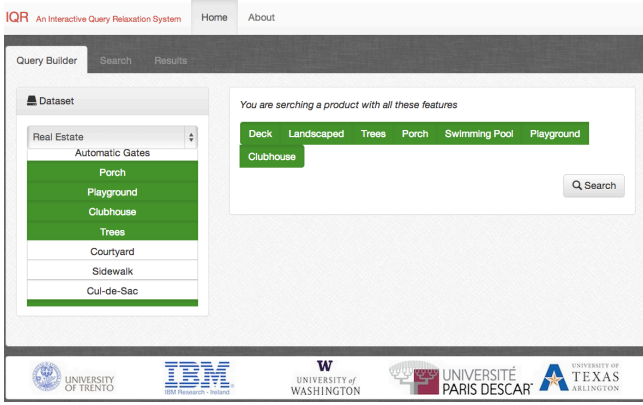 IQR An Interactive Query Relaxation System Home About
Query Builder Search Results
Dataset
Real Estate
Automatic Gates
Porch
Playground
Clubhouse
Trees
Courtyard
Sidewalk
Cul-de-Sac
You are serching a product with all these features
Deck Landscaped Trees Porch Swimming Pool Playground
Clubhouse
Search
UNIVERSITY
OF TRENTO
IBM
IBM Research - Ireland
W
UNIVERSITY of
WASHINGTON
UNIVERSITÉ
PARIS DESCAR
UNIVERSITY OF
TEXAS
ARLINGTON